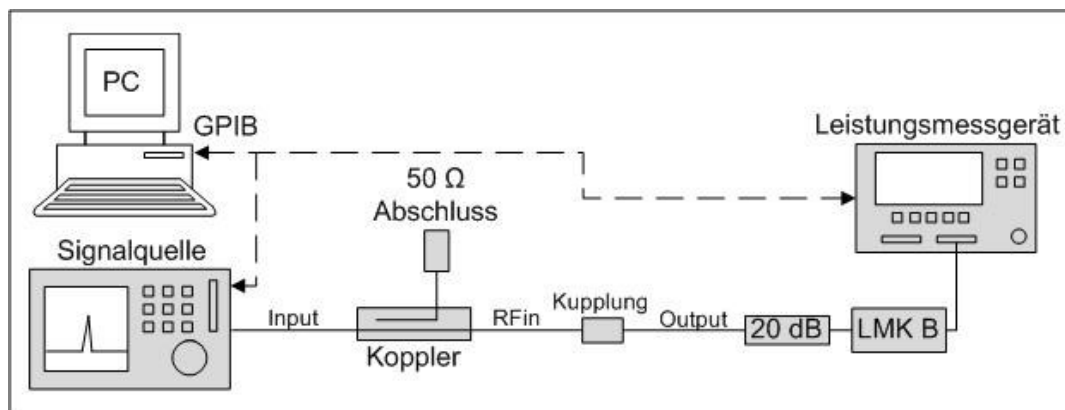 PC
GPIB
Leistungsmessgerät
50 Ω
Abschluss
Signalquelle
Input
Koppler
RFin
Kupplung
Output
20 dB
LMK B